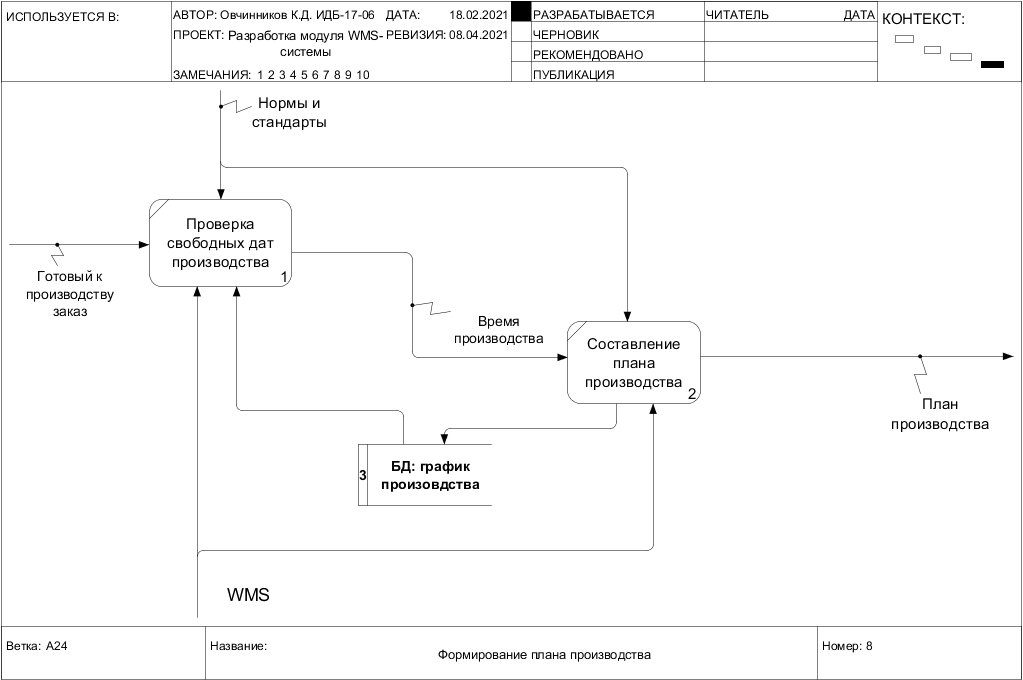 ИСПОЛЬЗУЕТСЯ В:
АВТОР: Овчинников К.Д. ИДБ-17-06 ДАТА: 18.02.2021
ПРОЕКТ: Разработка модуля WMS-системы РЕВИЗИЯ: 08.04.2021
ЗАМЕЧАНИЯ: 1 2 3 4 5 6 7 8 9 10
РАЗРАБАТЫВАЕТСЯ
ЧЕРНОВИК
РЕКОМЕНДОВАНО
ПУБЛИКАЦИЯ
ЧИТАТЕЛЬ ДАТА
КОНТЕКСТ:
Нормы и
стандарты
Проверка
свободных дат
производства
1
Готовый к
производству
заказ
Время
производства
Составление
плана
производства
2
План
производства
3
БД: график
произовдства
WMS
Ветка: A24
Название:
Формирование плана производства
Номер: 8